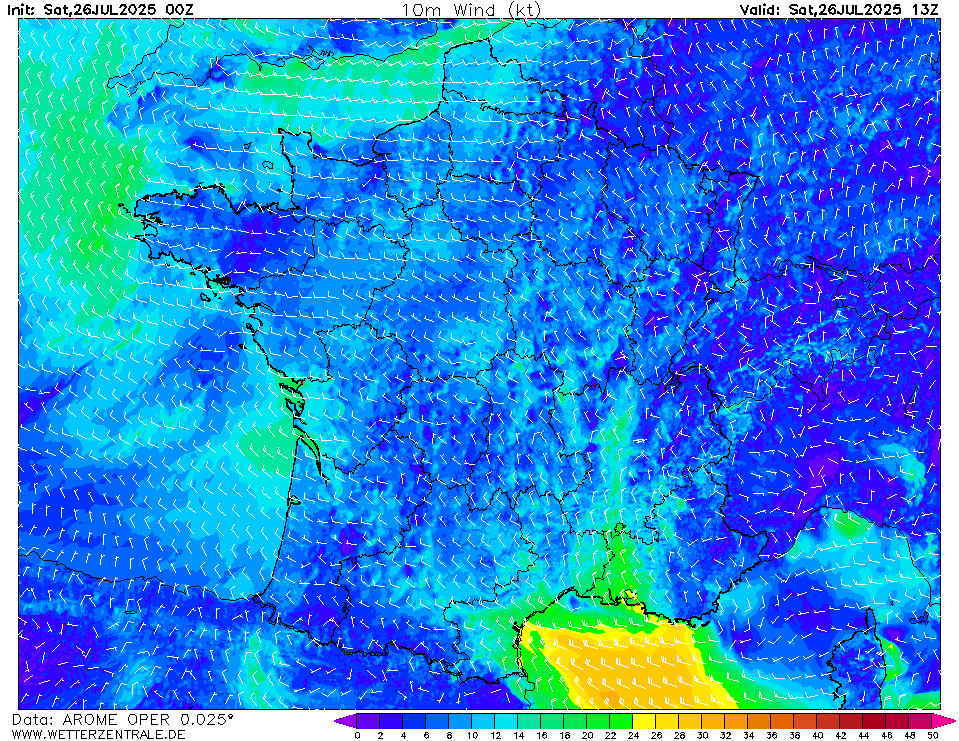 Init: Sat,26JUL2025 00Z 10m Wind (kt) Valid: Sat,26JUL2025 13Z
Data: AROME OPER 0.025°
WWW.WETTERZENTRALE.DE
0 2 4 6 8 10 12 14 16 18 20 22 24 26 28 30 32 34 36 38 40 42 44 46 48 50